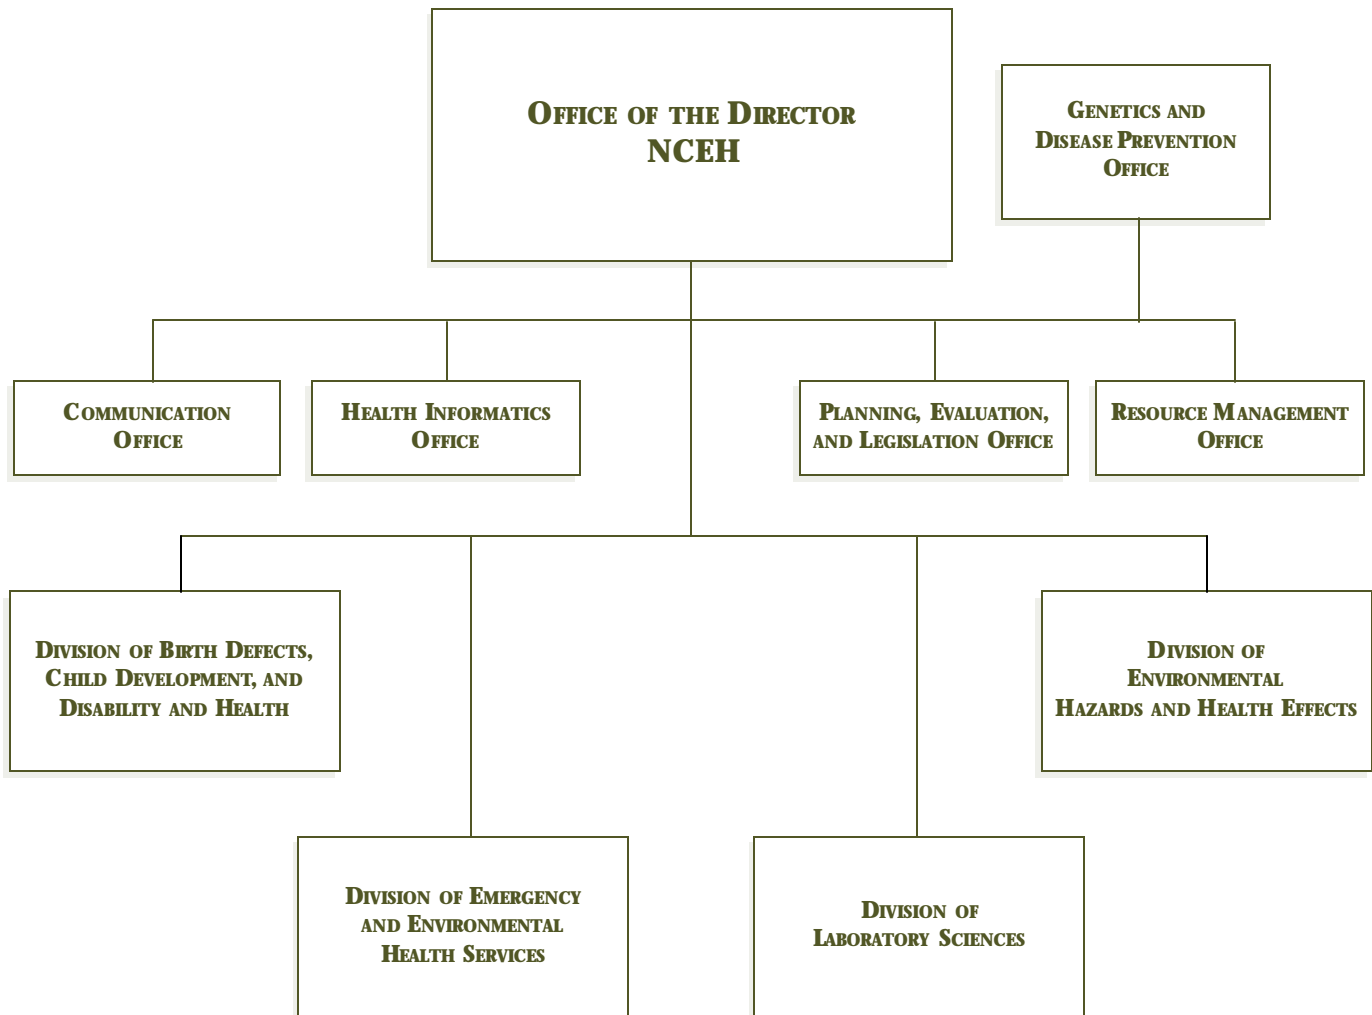 OFFICE OF THE DIRECTOR
NCEH
GENETICS AND
DISEASE PREVENTION
OFFICE
COMMUNICATION
OFFICE
HEALTH INFORMATICS
OFFICE
PLANNING, EVALUATION,
AND LEGISLATION OFFICE
RESOURCE MANAGEMENT
OFFICE
DIVISION OF BIRTH DEFECTS,
CHILD DEVELOPMENT, AND
DISABILITY AND HEALTH
DIVISION OF
ENVIRONMENTAL
HAZARDS AND HEALTH EFFECTS
DIVISION OF EMERGENCY
AND ENVIRONMENTAL
HEALTH SERVICES
DIVISION OF
LABORATORY SCIENCES